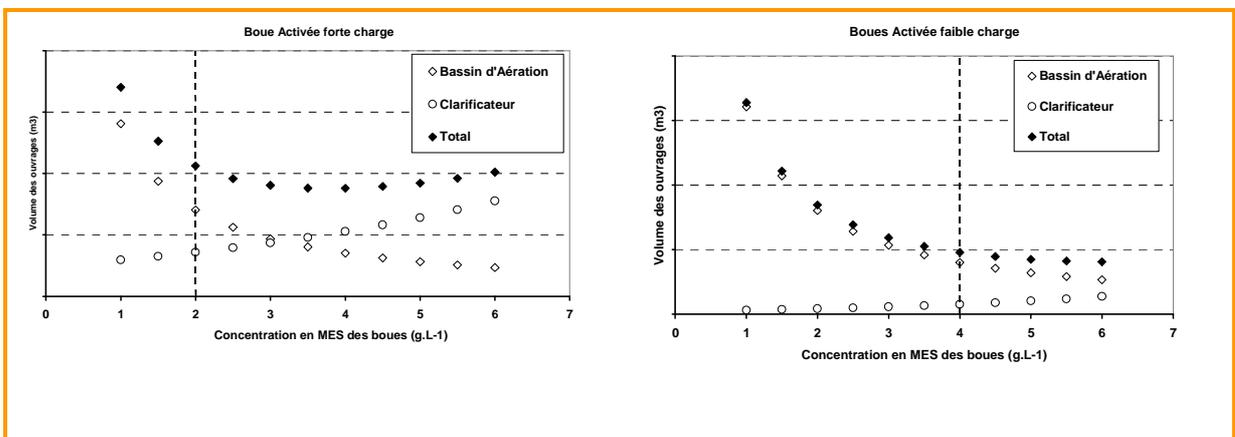 Boue Activée forte charge
Volume des ouvrages (m3)
Bassin d'Aération
Clarificateur
Total
0 1 2 3 4 5 6 7
Concentration en MES des boues (g.L-1)
Boues Activée faible charge
Volume des ouvrages (m3)
Bassin d'Aération
Clarificateur
Total
0 1 2 3 4 5 6 7
Concentration en MES des boues (g.L-1)